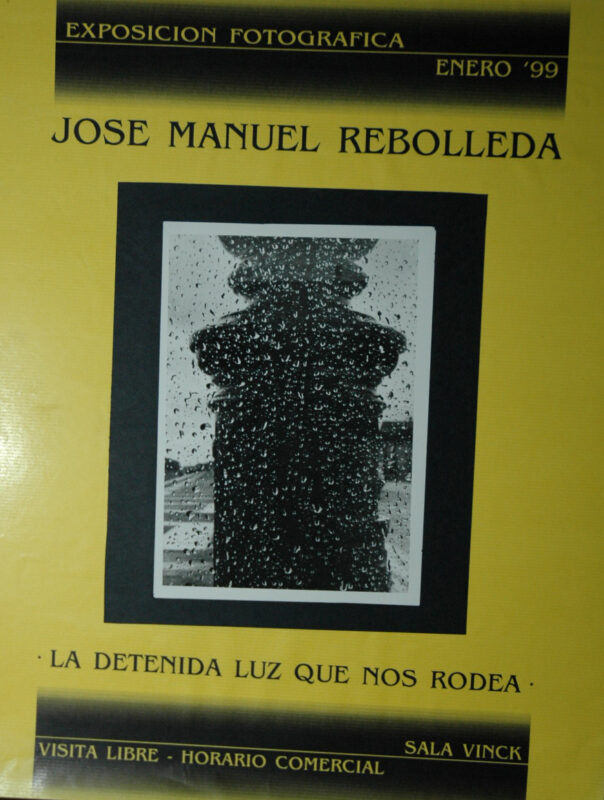 EXPOSICION FOTOGRAFICA
ENERO '99
JOSE MANUEL REBOLLEDA
· LA DETENIDA LUZ QUE NOS RODEA ·
SALA VINCK
VISITA LIBRE - HORARIO COMERCIAL